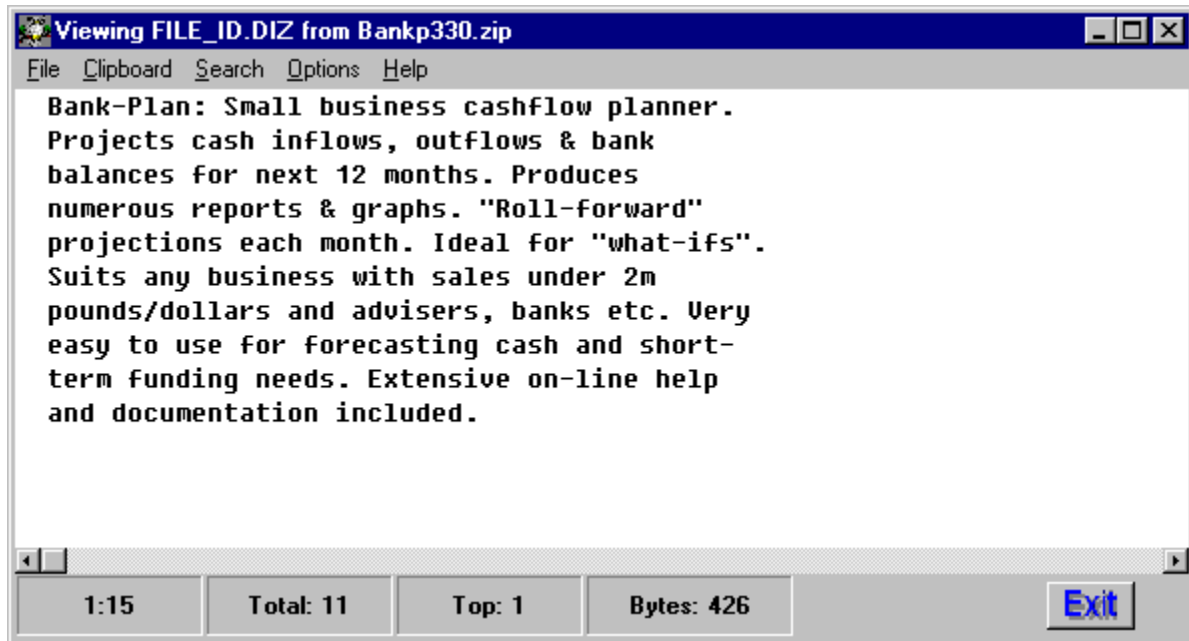 Viewing FILE_ID.DIZ from Bankp330.zip
File Clipboard Search Options Help
Bank-Plan: Small business cashflow planner.
Projects cash inflows, outflows & bank
balances for next 12 months. Produces
numerous reports & graphs. "Roll-forward"
projections each month. Ideal for "what-ifs".
Suits any business with sales under 2m
pounds/dollars and advisers, banks etc. Very
easy to use for forecasting cash and short-
term funding needs. Extensive on-line help
and documentation included.
1:15 Total: 11 Top: 1 Bytes: 426 Exit